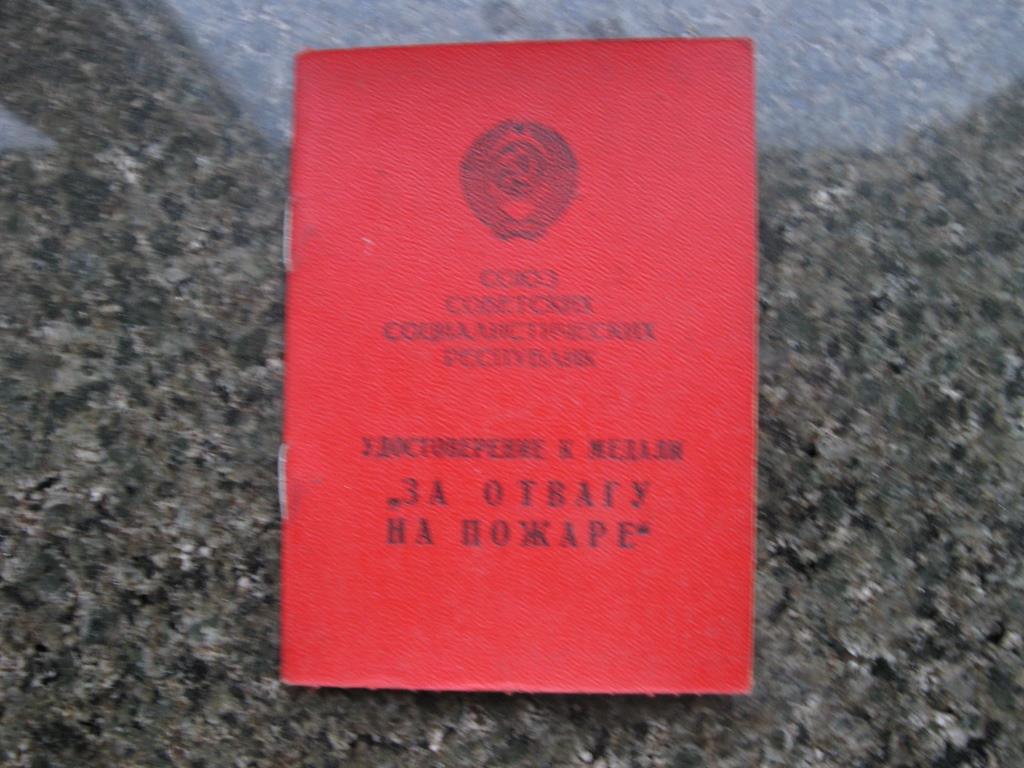 СОЮЗ
СОВЕТСКИХ
СОЦИАЛИСТИЧЕСКИХ
РЕСПУБЛИК
УДОСТОВЕРЕНИЕ К МЕДАЛИ
„ЗА ОТВАГУ
НА ПОЖАРЕ“